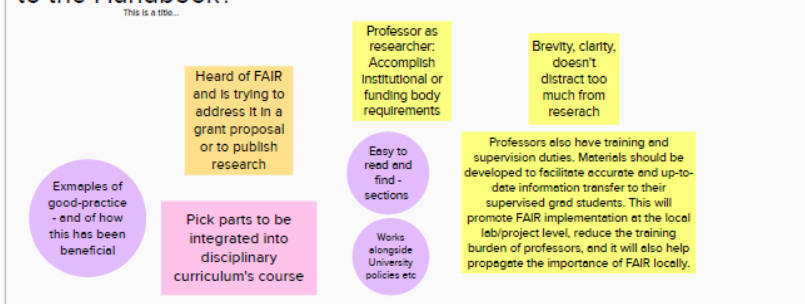 to the Handbook?
This is a title...
Professor as
researcher:
Accomplish
institutional or
funding body
requirements
Brevity, clarity,
doesn't
distract too
much from
reserach
Heard of FAIR
and is trying to
address it in a
grant proposal
or to publish
research
Easy to
read and
find -
sections
Professors also have training and
supervision duties. Materials should be
developed to facilitate accurate and up-to-
date information transfer to their
supervised grad students. This will
promote FAIR implementation at the local
lab/project level, reduce the training
burden of professors, and it will also help
propagate the importance of FAIR locally.
Exmaples of
good-practice
- and of how
this has been
beneficial
Pick parts to be
integrated into
disciplinary
curriculum's course
Works
alongside
University
policies etc